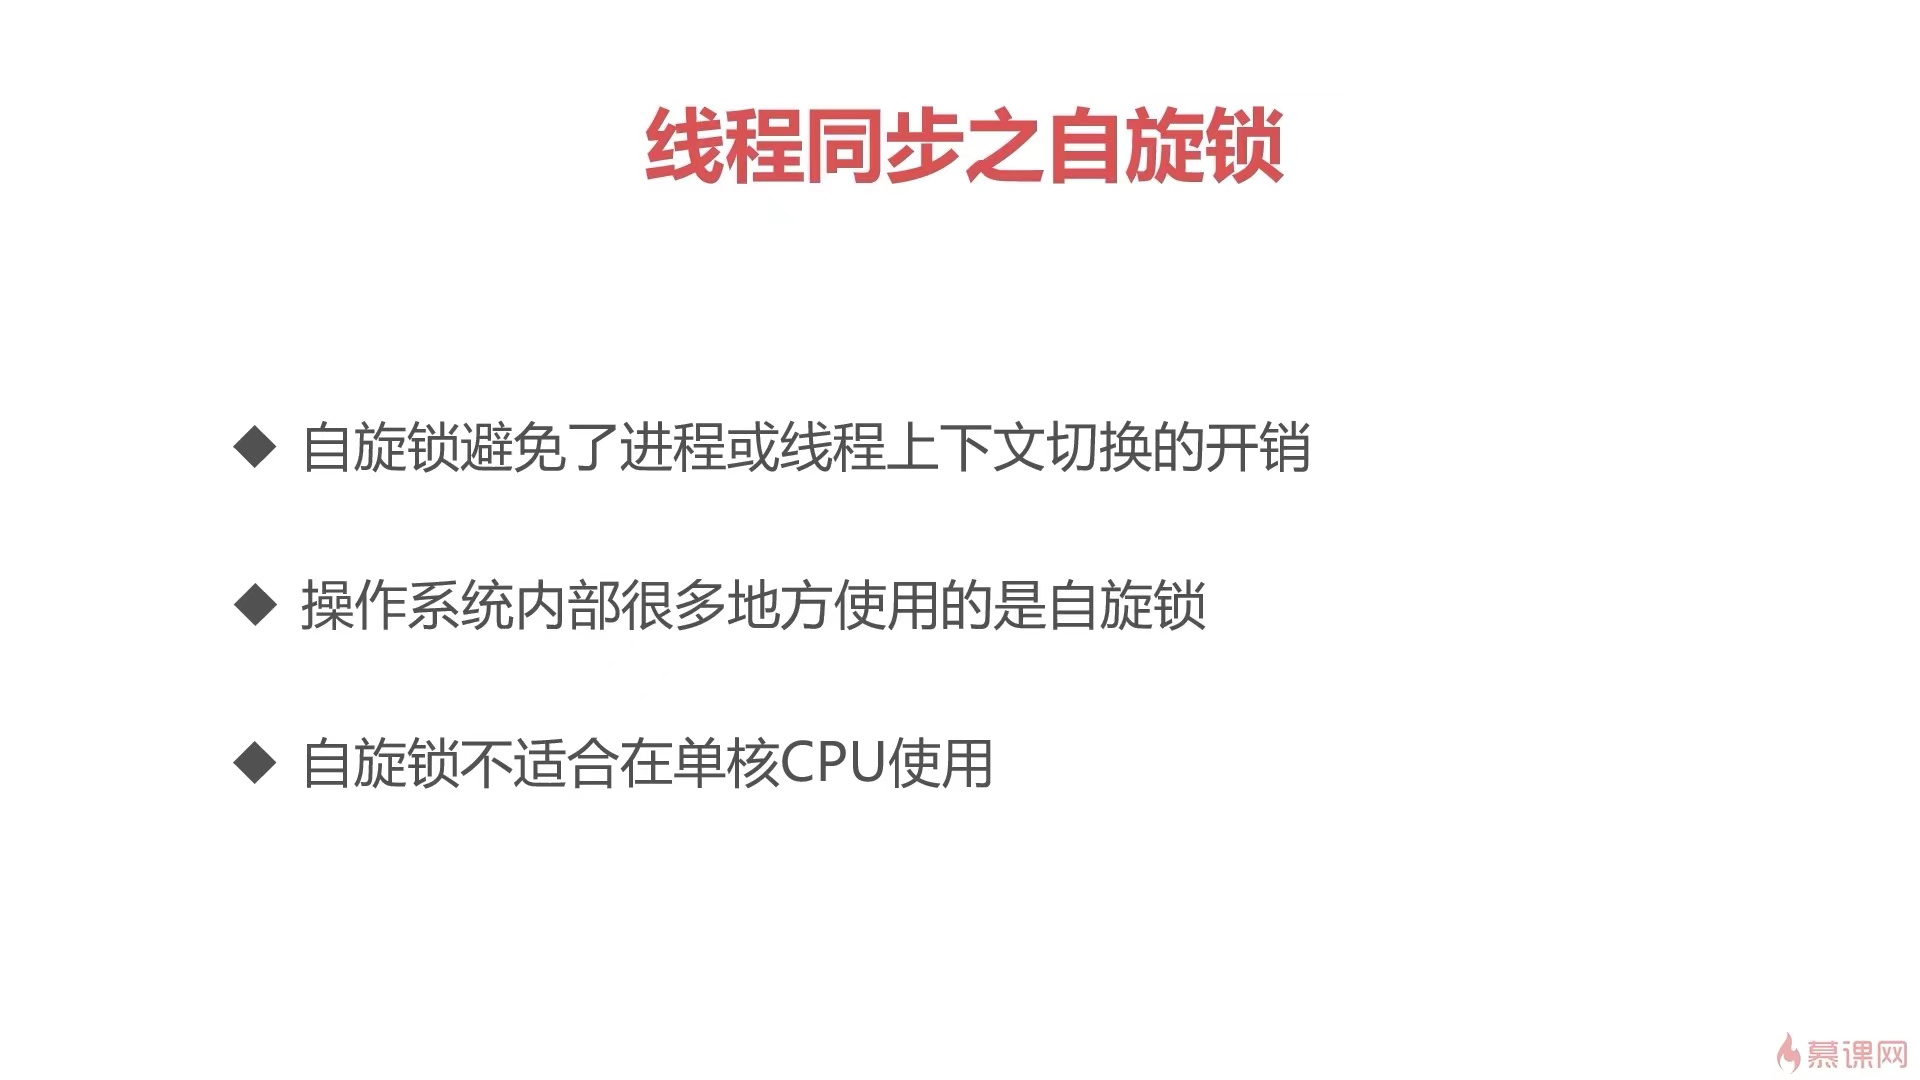 线程同步之自旋锁
◆ 自旋锁避免了进程或线程上下文切换的开销
◆ 操作系统内部很多地方使用的是自旋锁
◆ 自旋锁不适合在单核CPU使用
慕课网